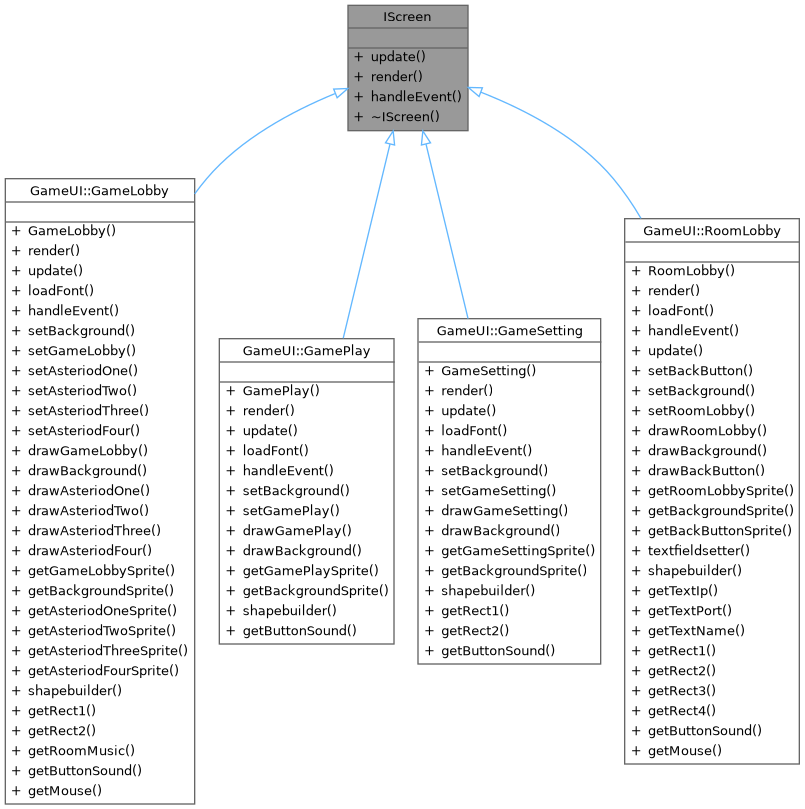 IScreen
+ update()
+ render()
+ handleEvent()
+ ~IScreen()
GameUI::GameLobby
+ GameLobby()
+ render()
+ update()
+ loadFont()
+ handleEvent()
+ setBackground()
+ setGameLobby()
+ setAsteriodOne()
+ setAsteriodTwo()
+ setAsteriodThree()
+ setAsteriodFour()
+ drawGameLobby()
+ drawBackground()
+ drawAsteriodOne()
+ drawAsteriodTwo()
+ drawAsteriodThree()
+ drawAsteriodFour()
+ getGameLobbySprite()
+ getBackgroundSprite()
+ getAsteriodOneSprite()
+ getAsteriodTwoSprite()
+ getAsteriodThreeSprite()
+ getAsteriodFourSprite()
+ shapebuilder()
+ getRect1()
+ getRect2()
+ getRoomMusic()
+ getButtonSound()
+ getMouse()
GameUI::GamePlay
+ GamePlay()
+ render()
+ update()
+ loadFont()
+ handleEvent()
+ setBackground()
+ setGamePlay()
+ drawGamePlay()
+ drawBackground()
+ getGamePlaySprite()
+ getBackgroundSprite()
+ shapebuilder()
+ getButtonSound()
GameUI::GameSetting
+ GameSetting()
+ render()
+ update()
+ loadFont()
+ handleEvent()
+ setBackground()
+ setGameSetting()
+ drawGameSetting()
+ drawBackground()
+ getGameSettingSprite()
+ getBackgroundSprite()
+ shapebuilder()
+ getRect1()
+ getRect2()
+ getButtonSound()
GameUI::RoomLobby
+ RoomLobby()
+ render()
+ loadFont()
+ handleEvent()
+ update()
+ setBackButton()
+ setBackground()
+ setRoomLobby()
+ drawRoomLobby()
+ drawBackground()
+ drawBackButton()
+ getRoomLobbySprite()
+ getBackgroundSprite()
+ getBackButtonSprite()
+ textfieldsetter()
+ shapebuilder()
+ getTextIp()
+ getTextPort()
+ getTextName()
+ getRect1()
+ getRect2()
+ getRect3()
+ getRect4()
+ getButtonSound()
+ getMouse()